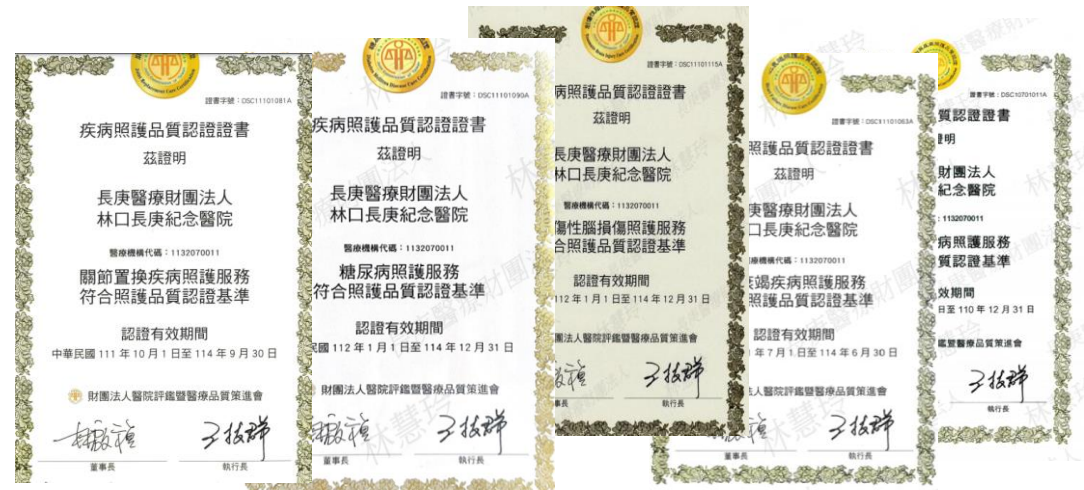 證書字號：DSC11101081A
疾病照護品質認證證書
茲證明
長庚醫療財團法人
林口長庚紀念醫院
醫療機構代碼：1132070011
關節置換疾病照護服務
符合照護品質認證基準
認證有效期間
中華民國 111 年 10 月 1 日至 114 年 9 月 30 日
財團法人醫院評鑑暨醫療品質策進會
董事長
執行長
證書字號：DSC11101090A
疾病照護品質認證證書
茲證明
長庚醫療財團法人
林口長庚紀念醫院
醫療機構代碼：1132070011
糖尿病照護服務
符合照護品質認證基準
認證有效期間
民國 112 年 1 月 1 日至 114 年 12 月 31 日
財團法人醫院評鑑暨醫療品質策進會
董事長
執行長
證書字號：DSC11101115A
病照護品質認證證書
茲證明
長庚醫療財團法人
林口長庚紀念醫院
醫療機構代碼：1132070011
傷性腦損傷照護服務
合照護品質認證基準
認證有效期間
112 年 1 月 1 日至 114 年 12 月 31 日
團法人醫院評鑑暨醫療品質策進會
事長
執行長
證書字號：DSC11101063A
照護品質認證證書
茲證明
庚醫療財團法人
口長庚紀念醫院
機構代碼：1132070011
竭疾病照護服務
照護品質認證基準
認證有效期間
年 7 月 1 日至 114 年 6 月 30 日
法人醫院評鑑暨醫療品質策進會
董事長
執行長
證書字號：DSC10701011A
質認證證書
明
財團法人
紀念醫院
：1132070011
病照護服務
質認證基準
效期間
日至 110 年 12 月 31 日
鑑暨醫療品質策進會
執行長